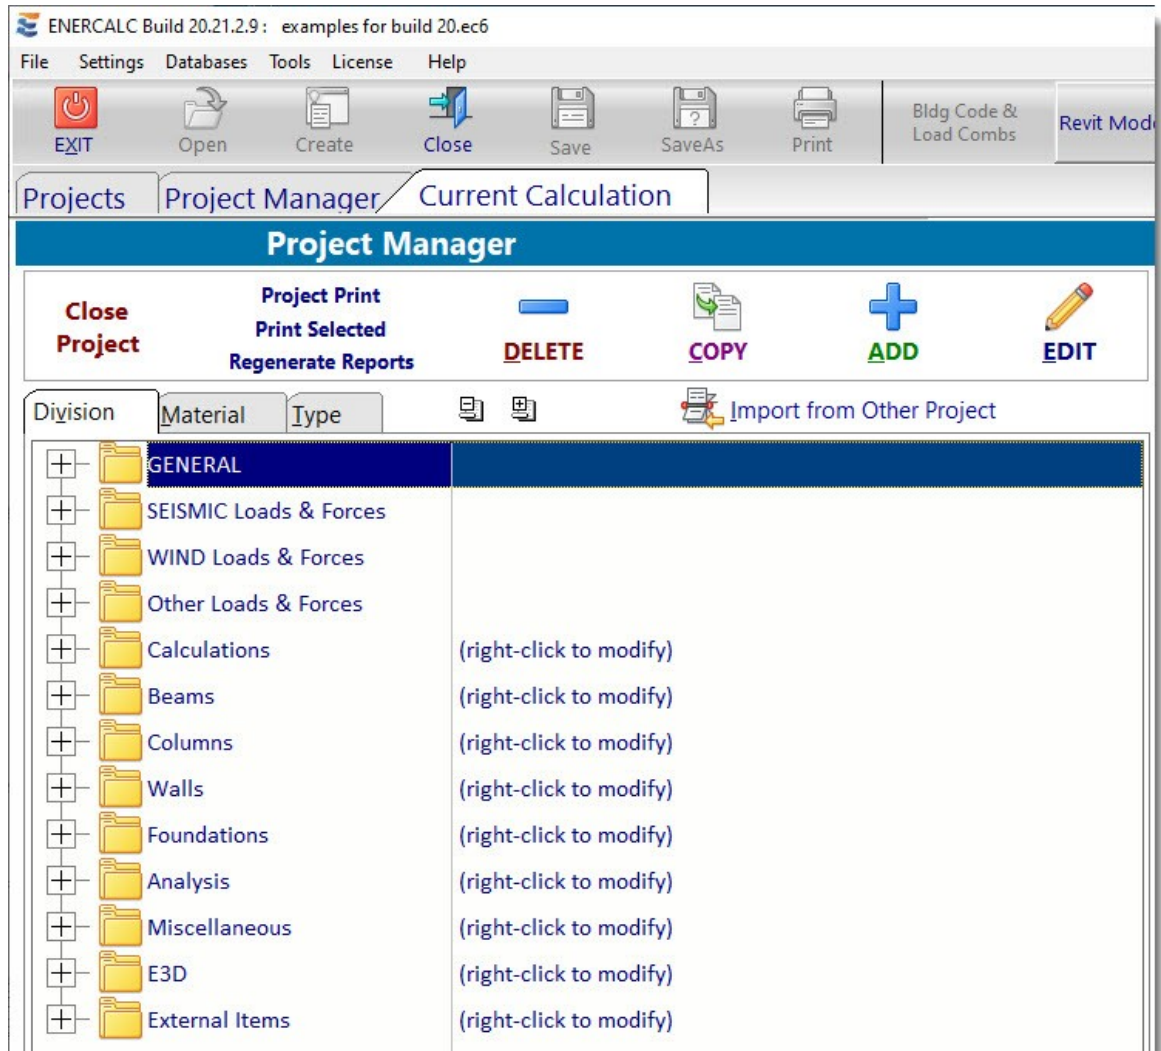 ENERCALC Build 20.21.2.9 : examples for build 20.ec6
File Settings Databases Tools License Help
EXIT Open Create Close Save SaveAs Print Bldg Code & Load Combs Revit Mod
Projects Project Manager Current Calculation
Project Manager
Close Project
Project Print
Print Selected
Regenerate Reports
DELETE COPY ADD EDIT
Division Material Type Import from Other Project
GENERAL
SEISMIC Loads & Forces
WIND Loads & Forces
Other Loads & Forces
Calculations (right-click to modify)
Beams (right-click to modify)
Columns (right-click to modify)
Walls (right-click to modify)
Foundations (right-click to modify)
Analysis (right-click to modify)
Miscellaneous (right-click to modify)
E3D (right-click to modify)
External Items (right-click to modify)